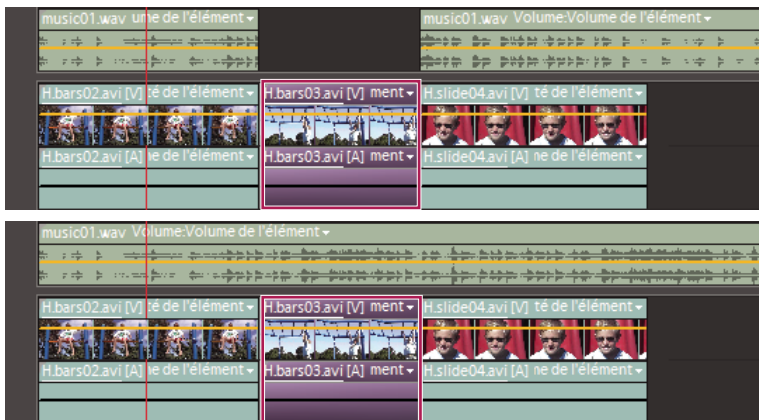 music01.wav ume de l'élément
music01.wav Volume:Volume de l'élément
H.bars02.avi [V] té de l'élément
H.bars03.avi [V] ment
H.slide04.avi [V] té de l'élément
H.bars02.avi [A] ne de l'élément
H.bars03.avi [A] ment
H.slide04.avi [A] ne de l'élément
music01.wav Volume:Volume de l'élément
H.bars02.avi [V] té de l'élément
H.bars03.avi [V] ment
H.slide04.avi [V] té de l'élément
H.bars02.avi [A] ne de l'élément
H.bars03.avi [A] ment
H.slide04.avi [A] ne de l'élément